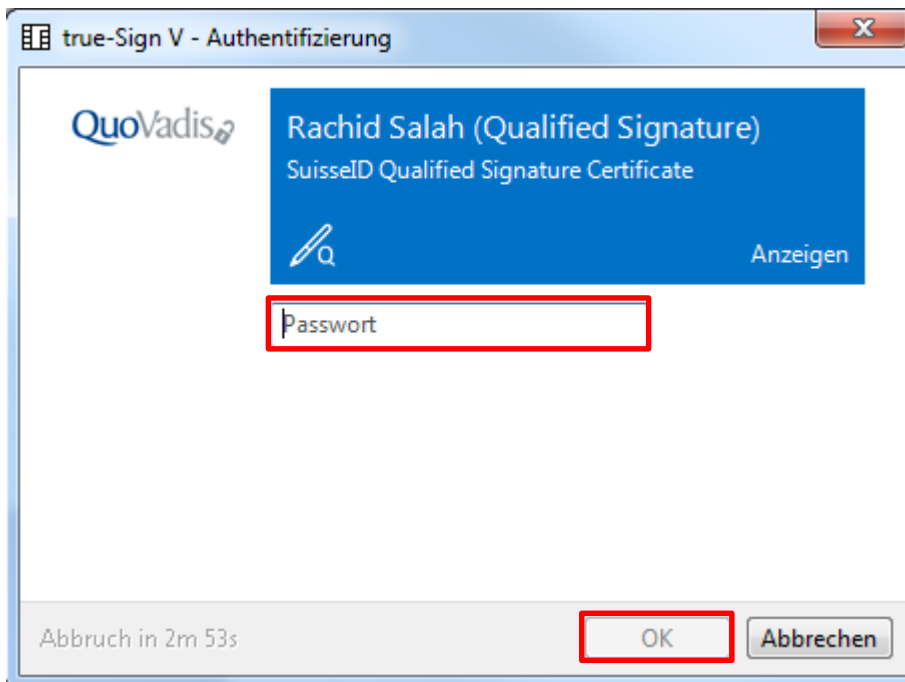 true-Sign V - Authentifizierung
QuoVadis
Rachid Salah (Qualified Signature)
SuisseID Qualified Signature Certificate
Q
Anzeigen
Passwort
Abbruch in 2m 53s
OK
Abbrechen